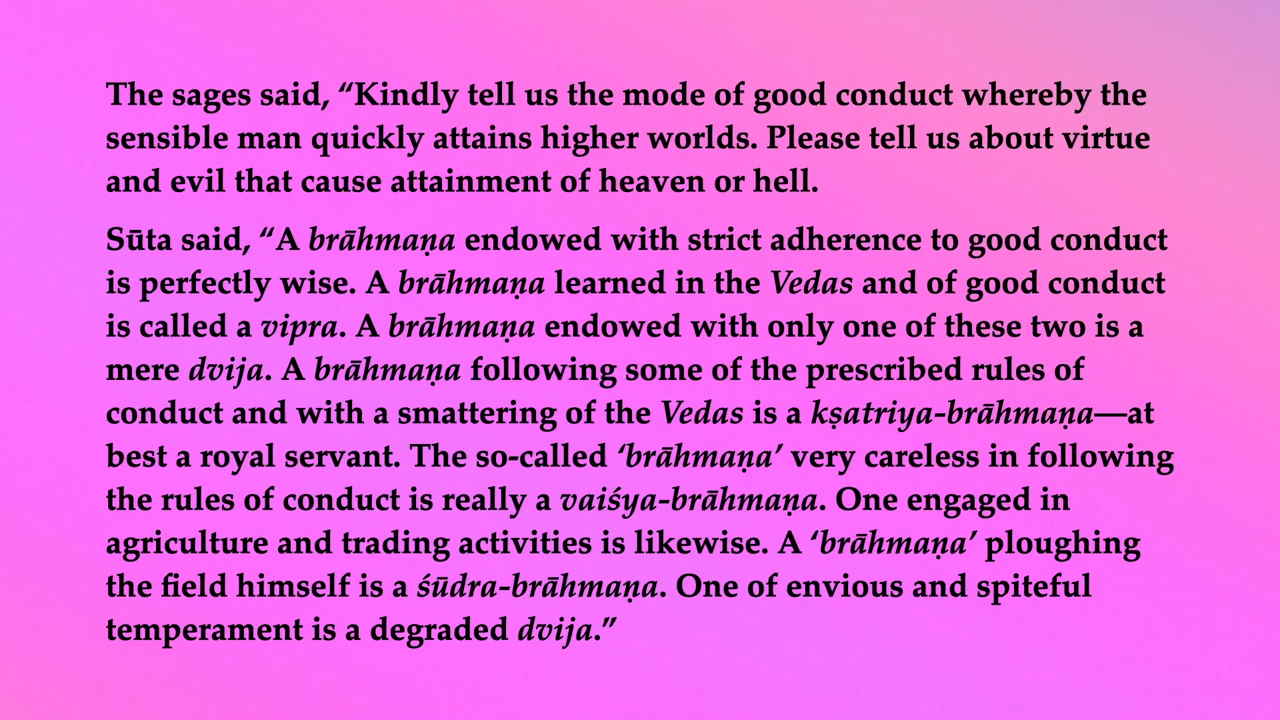 The sages said, “Kindly tell us the mode of good conduct whereby the
sensible man quickly attains higher worlds. Please tell us about virtue
and evil that cause attainment of heaven or hell.
Sūta said, “A brāhmaṇa endowed with strict adherence to good conduct
is perfectly wise. A brāhmaṇa learned in the Vedas and of good conduct
is called a vipra. A brāhmaṇa endowed with only one of these two is a
mere dvija. A brāhmaṇa following some of the prescribed rules of
conduct and with a smattering of the Vedas is a kṣatriya-brāhmaṇa—at
best a royal servant. The so-called ‘brāhmaṇa’ very careless in following
the rules of conduct is really a vaiśya-brāhmaṇa. One engaged in
agriculture and trading activities is likewise. A ‘brāhmaṇa’ ploughing
the field himself is a śūdra-brāhmaṇa. One of envious and spiteful
temperament is a degraded dvija.”